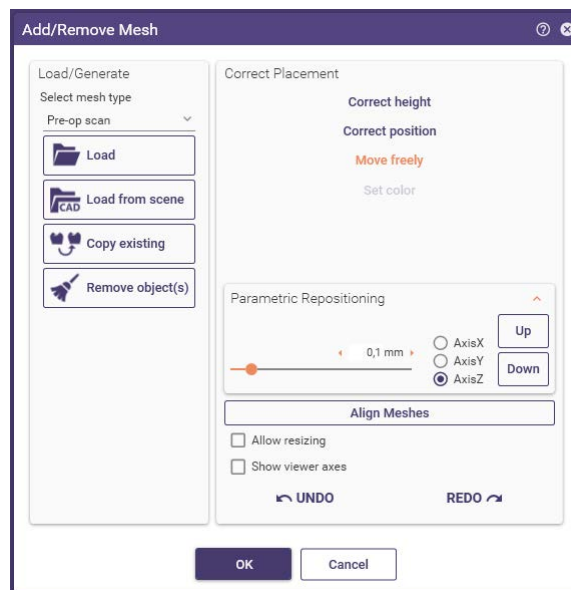 Add/Remove Mesh
Load/Generate
Select mesh type
Pre-op scan
Load
CAD
Load from scene
Copy existing
Remove object(s)
Correct Placement
Correct height
Correct position
Move freely
Set color
Parametric Repositioning
0,1 mm
AxisX
AxisY
AxisZ
Up
Down
Align Meshes
Allow resizing
Show viewer axes
UNDO
REDO
OK
Cancel